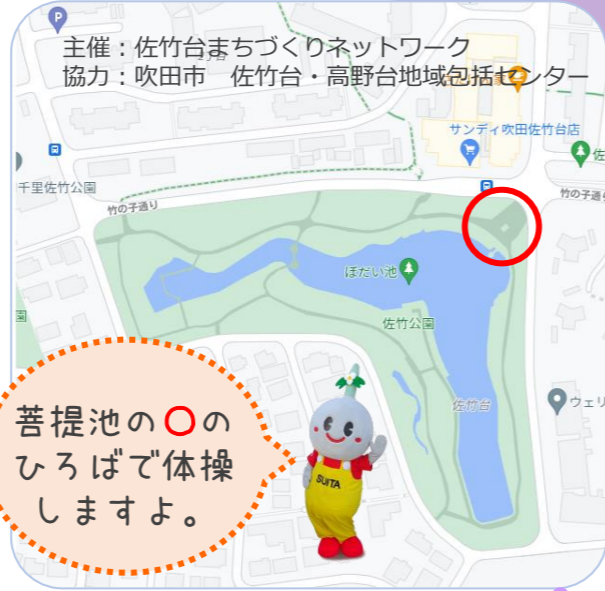 主催：佐竹台まちづくりネットワーク
協力：吹田市　佐竹台・高野台地域包括センター
P
サンディ吹田佐竹台店
佐
千里佐竹公園
竹の子通り
竹の子通り
ぼだい池
佐竹公園
園
佐竹台
ウェリ
菩提池の〇の
ひろばで体操
しますよ。
SUITA